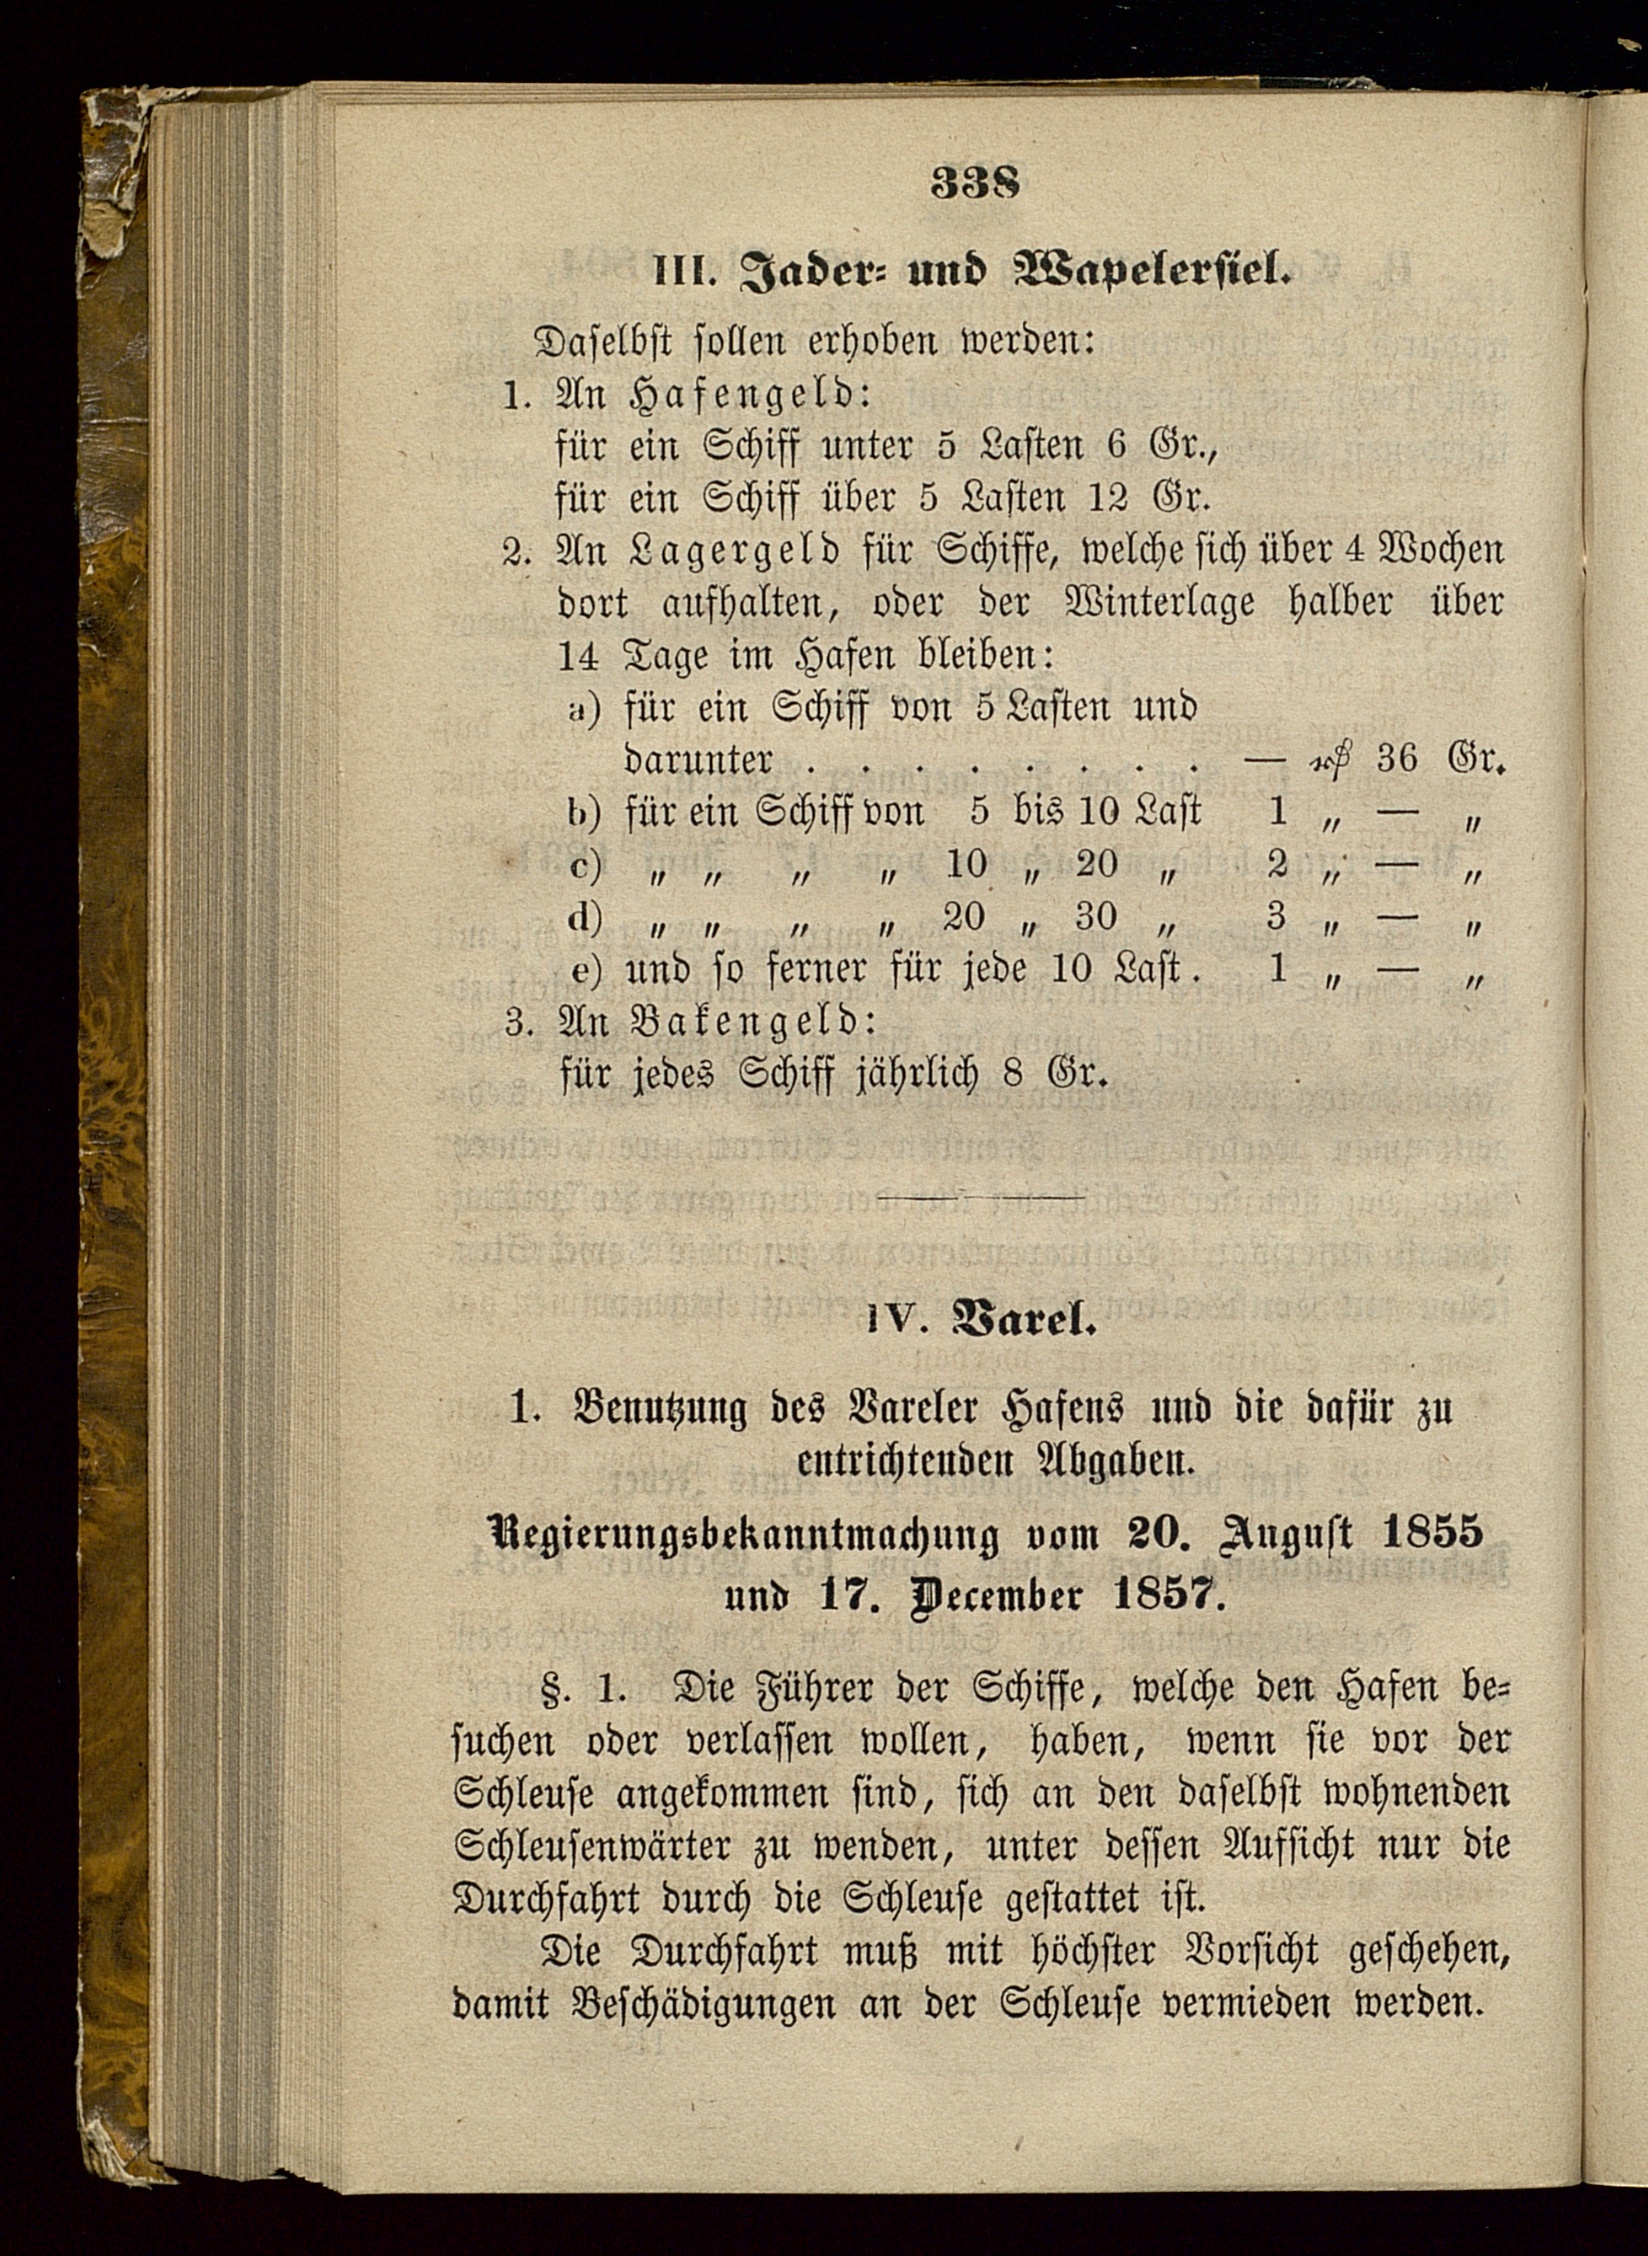 338
III. Jader- und Wapelersiel.
Daselbst sollen erhoben werden:
1. An Hafengeld:
für ein Schiff unter 5 Lasten 6 Gr.,
für ein Schiff über 5 Lasten 12 Gr.
2. An Lagergeld für Schiffe, welche sich über 4 Wochen
dort aufhalten, oder der Winterlage halber über
14 Tage im Hafen bleiben:
a) für ein Schiff von 5 Lasten und
darunter . . . . . . . . — ₰ 36 Gr.
b) für ein Schiff von 5 bis 10 Last 1 „ — „
c) „ „ „ „ 10 „ 20 „ 2 „ — „
d) „ „ „ „ 20 „ 30 „ 3 „ — „
e) und so ferner für jede 10 Last. 1 „ — „
3. An Bakengeld:
für jedes Schiff jährlich 8 Gr.
IV. Varel.
1. Benutzung des Vareler Hafens und die dafür zu
entrichtenden Abgaben.
Regierungsbekanntmachung vom 20. August 1855
und 17. December 1857.
§. 1. Die Führer der Schiffe, welche den Hafen be-
suchen oder verlassen wollen, haben, wenn sie vor der
Schleuse angekommen sind, sich an den daselbst wohnenden
Schleusenwärter zu wenden, unter dessen Aufsicht nur die
Durchfahrt durch die Schleuse gestattet ist.
Die Durchfahrt muß mit höchster Vorsicht geschehen,
damit Beschädigungen an der Schleuse vermieden werden.